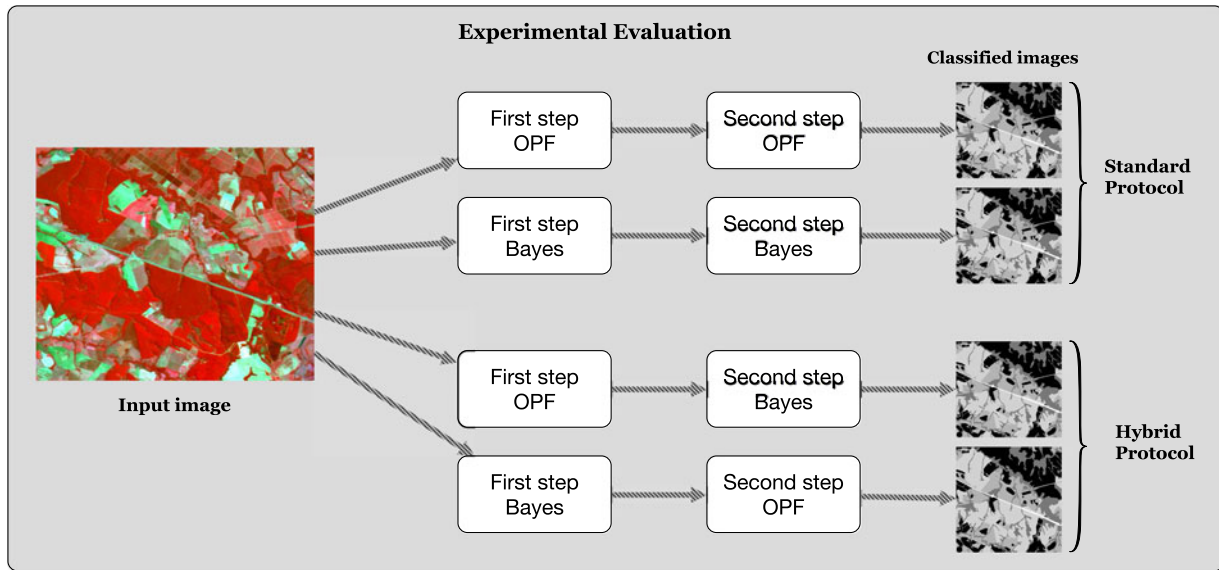 Experimental Evaluation
Classified images
First step
OPF
Second step
OPF
First step
Bayes
Second step
Bayes
Standard
Protocol
Input image
First step
OPF
Second step
Bayes
First step
Bayes
Second step
OPF
Hybrid
Protocol